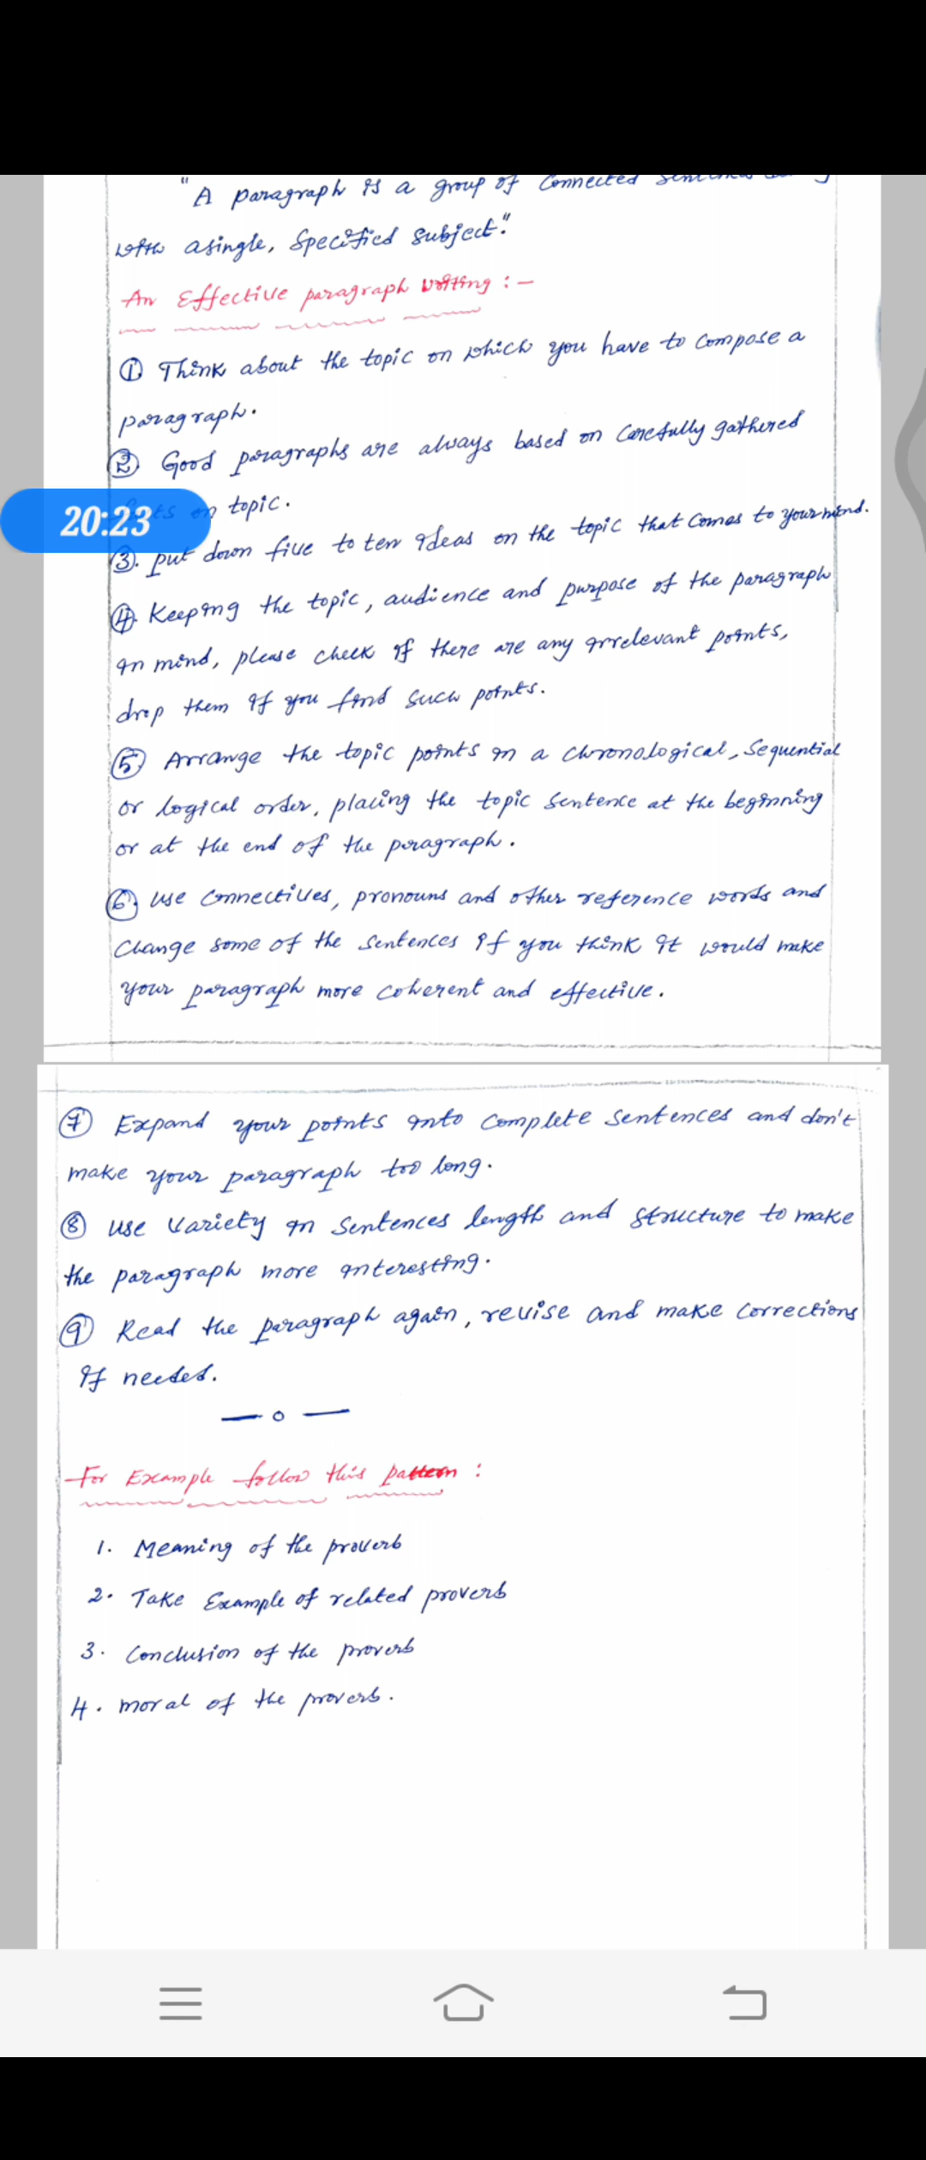 "A paragraph is a group of connected
with a single, specified subject."
An Effective paragraph writing : -
① Think about the topic on which you have to compose a
paragraph.
② Good paragraphs are always based on carefully gathered
on topic.
20:23
③. put down five to ten ideas on the topic that comes to your mind.
④. Keeping the topic, audience and purpose of the paragraph
in mind, please check if there are any irrelevant points,
drop them if you find such points.
⑤ Arrange the topic points in a chronological, sequential
or logical order, placing the topic sentence at the beginning
or at the end of the paragraph.
⑥. use connectives, pronouns and other reference words and
change some of the sentences if you think it would make
your paragraph more coherent and effective.
⑦ Expand your points into complete sentences and don't
make your paragraph too long.
⑧ use variety in sentences length and structure to make
the paragraph more interesting.
⑨ Read the paragraph again, revise and make corrections
if needed.
— o —
For Example follow this pattern :
1. Meaning of the proverb
2. Take Example of related proverb
3. Conclusion of the proverb
4. moral of the proverb.